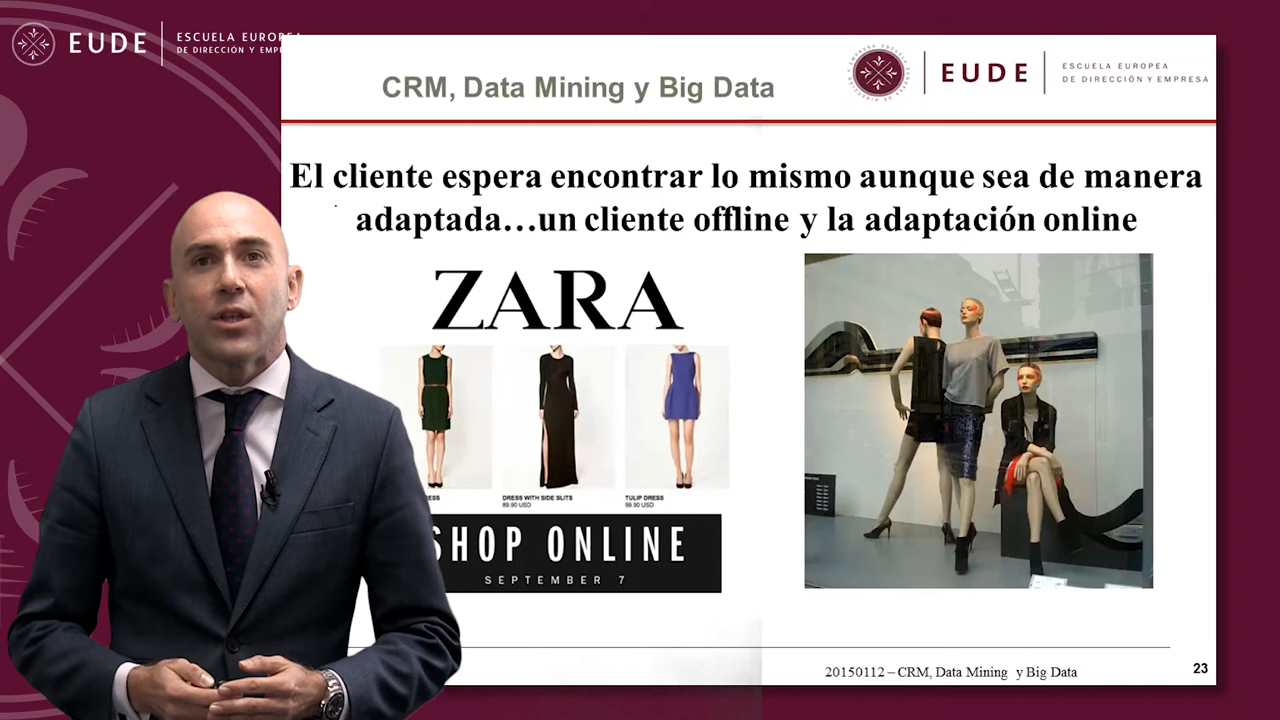 EUDE
ESCUELA EUROPEA
DE DIRECCIÓN Y
CRM, Data Mining y Big Data
EUDE
ESCUELA EUROPEA
DE DIRECCIÓN Y EMPRESA
El cliente espera encontrar lo mismo aunque sea de manera
adaptada…un cliente offline y la adaptación online
ZARA
DRESS WITH SIDE SLITS
89.90 USD
TULIP DRESS
99.90 USD
SHOP ONLINE
SEPTEMBER 7
20150112 – CRM, Data Mining y Big Data
23